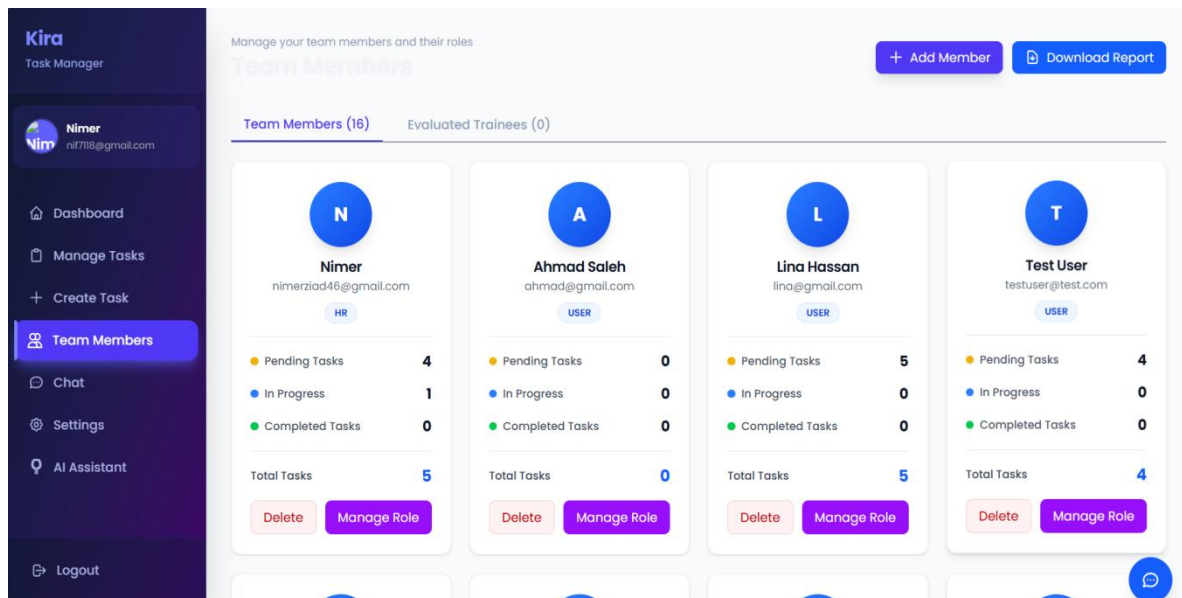 Kira
Task Manager
Nim
Nimer
nif7118@gmail.com
Dashboard
Manage Tasks
Create Task
Team Members
Chat
Settings
AI Assistant
Logout
Manage your team members and their roles
Team Members
Add Member
Download Report
Team Members (16)
Evaluated Trainees (0)
N
Nimer
nimerziad46@gmail.com
HR
Pending Tasks 4
In Progress 1
Completed Tasks 0
Total Tasks 5
Delete
Manage Role
A
Ahmad Saleh
ahmad@gmail.com
USER
Pending Tasks 0
In Progress 0
Completed Tasks 0
Total Tasks 0
Delete
Manage Role
L
Lina Hassan
lina@gmail.com
USER
Pending Tasks 5
In Progress 0
Completed Tasks 0
Total Tasks 5
Delete
Manage Role
T
Test User
testuser@test.com
USER
Pending Tasks 4
In Progress 0
Completed Tasks 0
Total Tasks 4
Delete
Manage Role